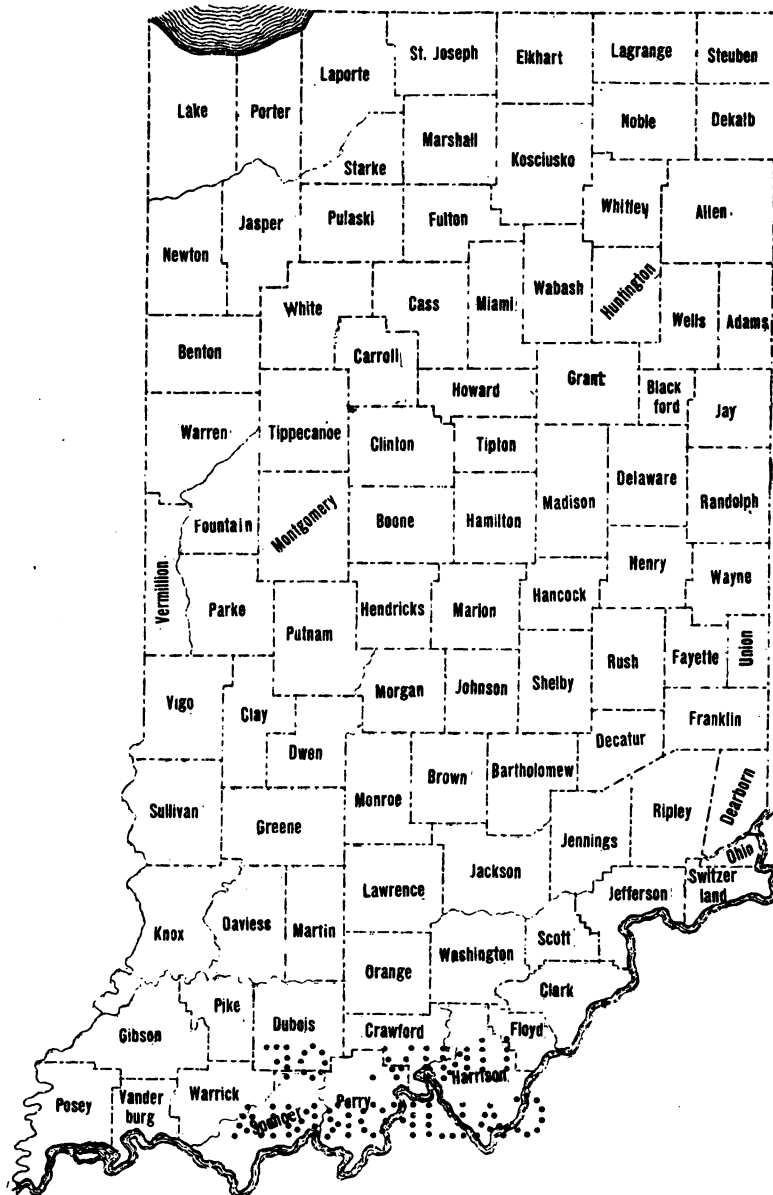 St. Joseph
Elkhart
Lagrange
Steuben
Laporte
Lake
Porter
Noble
Dekalb
Marshall
Kosciusko
Starke
Whitley
Allen
Jasper
Pulaski
Fulton
Newton
Wabash
Huntington
White
Cass
Miami
Wells
Adams
Benton
Carroll
Grant
Howard
Black
ford
Jay
Warren
Tippecanoe
Clinton
Tipton
Delaware
Madison
Randolph
Fountain
Montgomery
Boone
Hamilton
Vermillion
Henry
Wayne
Parke
Hendricks
Marion
Hancock
Putnam
Rush
Fayette
Union
Vigo
Clay
Morgan
Johnson
Shelby
Franklin
Owen
Decatur
Brown
Bartholomew
Dearborn
Sullivan
Monroe
Ripley
Greene
Jennings
Ohio
Jackson
Switzer
land
Lawrence
Jefferson
Knox
Daviess
Martin
Washington
Scott
Orange
Clark
Pike
Dubois
Crawford
Floyd
Gibson
Harrison
Posey
Vander
burg
Warrick
Spencer
Perry